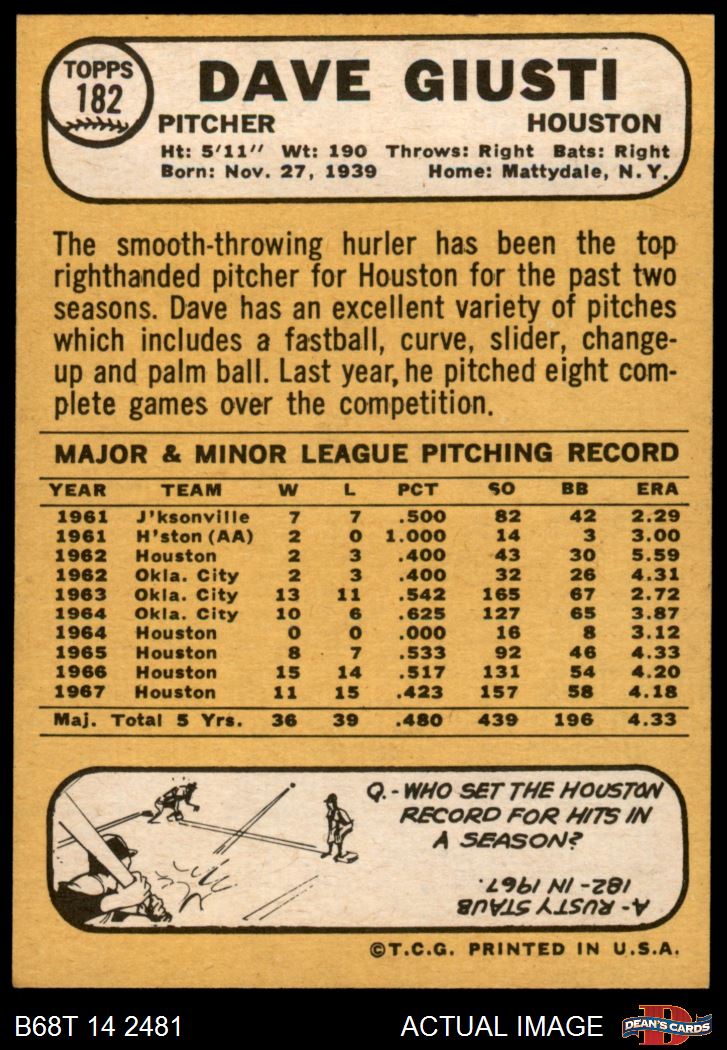 TOPPS
182
DAVE GIUSTI
PITCHER HOUSTON
Ht: 5'11" Wt: 190 Throws: Right Bats: Right
Born: Nov. 27, 1939 Home: Mattydale, N.Y.
The smooth-throwing hurler has been the top
righthanded pitcher for Houston for the past two
seasons. Dave has an excellent variety of pitches
which includes a fastball, curve, slider, change-
up and palm ball. Last year, he pitched eight com-
plete games over the competition.
MAJOR & MINOR LEAGUE PITCHING RECORD
YEAR TEAM W L PCT SO BB ERA
1961 J'ksonville 7 7 .500 82 42 2.29
1961 H'ston (AA) 2 0 1.000 14 3 3.00
1962 Houston 2 3 .400 43 30 5.59
1962 Okla. City 2 3 .400 32 26 4.31
1963 Okla. City 13 11 .542 165 67 2.72
1964 Okla. City 10 6 .625 127 65 3.87
1964 Houston 0 0 .000 16 8 3.12
1965 Houston 8 7 .533 92 46 4.33
1966 Houston 15 14 .517 131 54 4.20
1967 Houston 11 15 .423 157 58 4.18
Maj. Total 5 Yrs. 36 39 .480 439 196 4.33
Q.-WHO SET THE HOUSTON
RECORD FOR HITS IN
A SEASON?
A-RUSTY STAUB
182-IN 1967.
©T.C.G. PRINTED IN U.S.A.
B68T 14 2481 ACTUAL IMAGE
D
DEAN'S CARDS